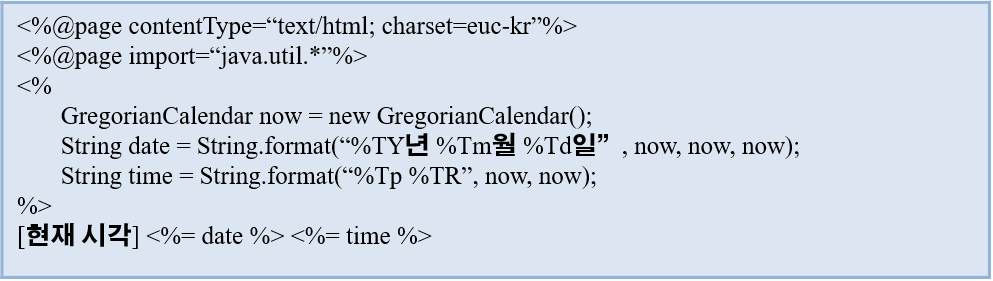 <%@page contentType=“text/html; charset=euc-kr”%>
<%@page import=“java.util.*”%>
<%
GregorianCalendar now = new GregorianCalendar();
String date = String.format(“%TY년 %Tm월 %Td일” , now, now, now);
String time = String.format(“%Tp %TR”, now, now);
%>
[현재 시각] <%= date %> <%= time %>